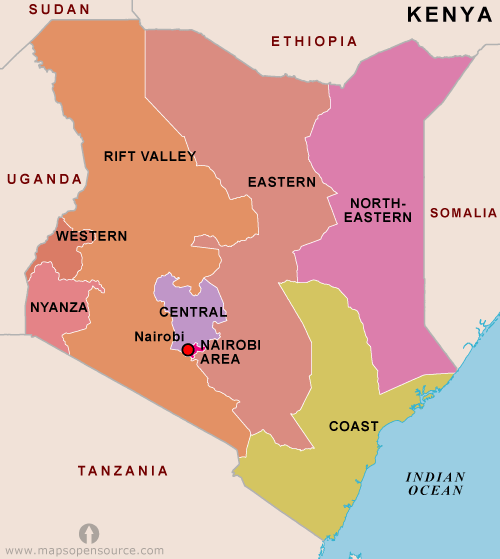 SUDAN
KENYA
ETHIOPIA
RIFT VALLEY
UGANDA
EASTERN
NORTH-
EASTERN
SOMALIA
WESTERN
NYANZA
CENTRAL
Nairobi
NAIROBI
AREA
COAST
TANZANIA
INDIAN
OCEAN
www.mapsopensource.com